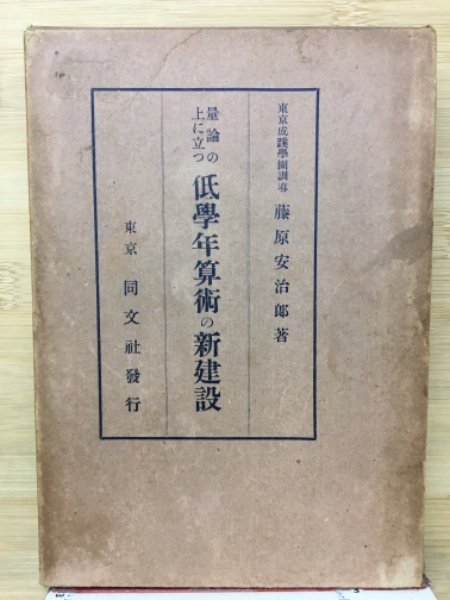 東京成蹊學園訓導 藤原安治郎著
量論の上に立つ 低學年算術の新建設
東京 同文社發行